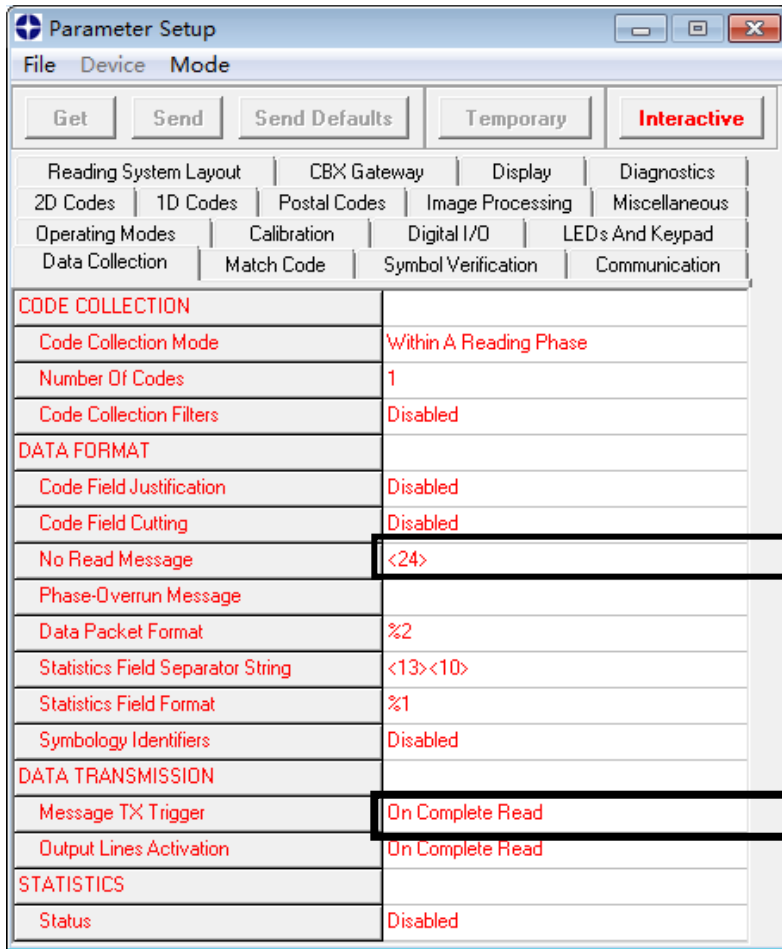 Parameter Setup
File Device Mode
Get Send Send Defaults Temporary Interactive
Reading System Layout CBX Gateway Display Diagnostics
2D Codes 1D Codes Postal Codes Image Processing Miscellaneous
Operating Modes Calibration Digital I/O LEDs And Keypad
Data Collection Match Code Symbol Verification Communication
CODE COLLECTION
Code Collection Mode Within A Reading Phase
Number Of Codes 1
Code Collection Filters Disabled
DATA FORMAT
Code Field Justification Disabled
Code Field Cutting Disabled
No Read Message <24>
Phase-Overrun Message
Data Packet Format %2
Statistics Field Separator String <13><10>
Statistics Field Format %1
Symbology Identifiers Disabled
DATA TRANSMISSION
Message TX Trigger On Complete Read
Output Lines Activation On Complete Read
STATISTICS
Status Disabled